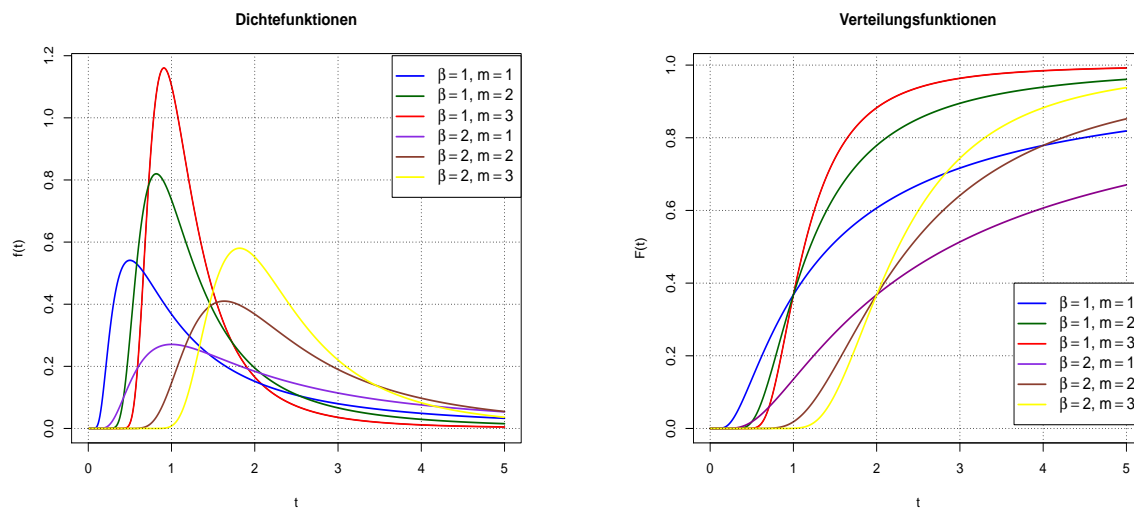 Dichtefunktionen
f(t)
1.2
1.0
0.8
0.6
0.4
0.2
0.0
0 1 2 3 4 5
t
β = 1, m = 1
β = 1, m = 2
β = 1, m = 3
β = 2, m = 1
β = 2, m = 2
β = 2, m = 3
Verteilungsfunktionen
F(t)
1.0
0.8
0.6
0.4
0.2
0.0
0 1 2 3 4 5
t
β = 1, m = 1
β = 1, m = 2
β = 1, m = 3
β = 2, m = 1
β = 2, m = 2
β = 2, m = 3